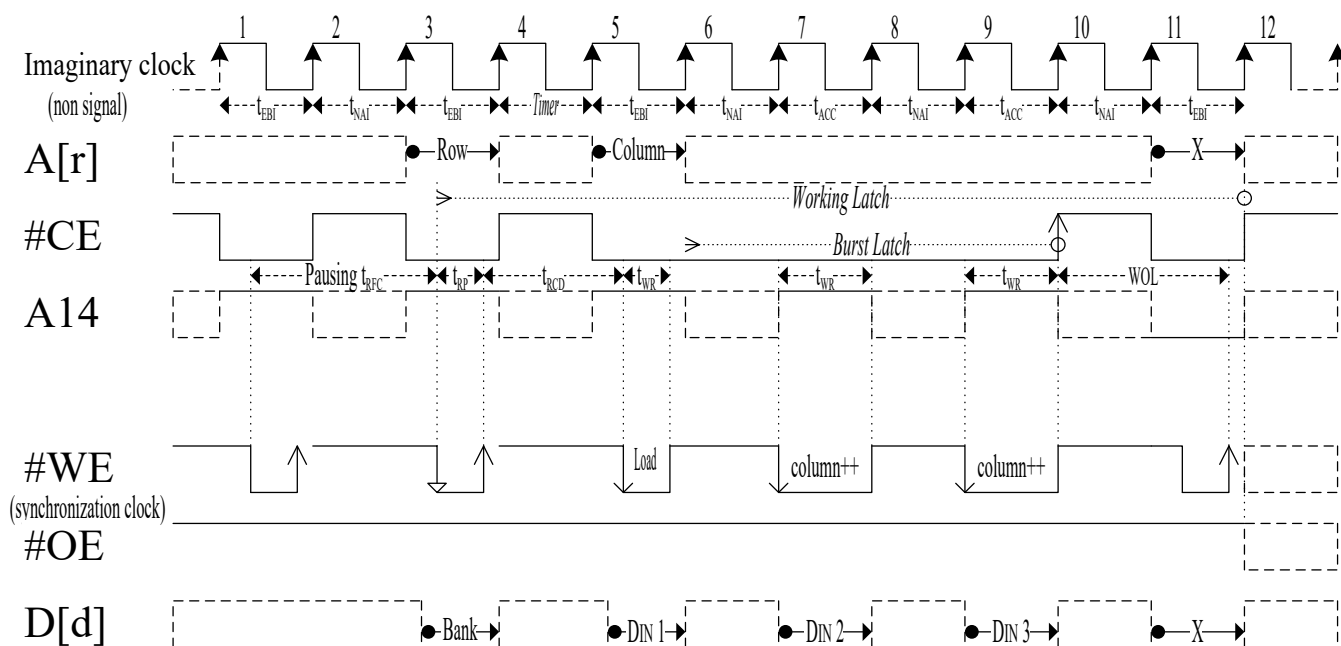 1 2 3 4 5 6 7 8 9 10 11 12
Imaginary clock
(non signal)
tEBI tNAI tEBI Timer tEBI tNAI tACC tNAI tACC tNAI tEBI
A[r] Row Column X
Working Latch
#CE
Burst Latch
Pausing tRFC tRP tRCD tWR tWR tWR WOL
A14
#WE Load column++ column++
(synchronization clock)
#OE
D[d] Bank DIN 1 DIN 2 DIN 3 X